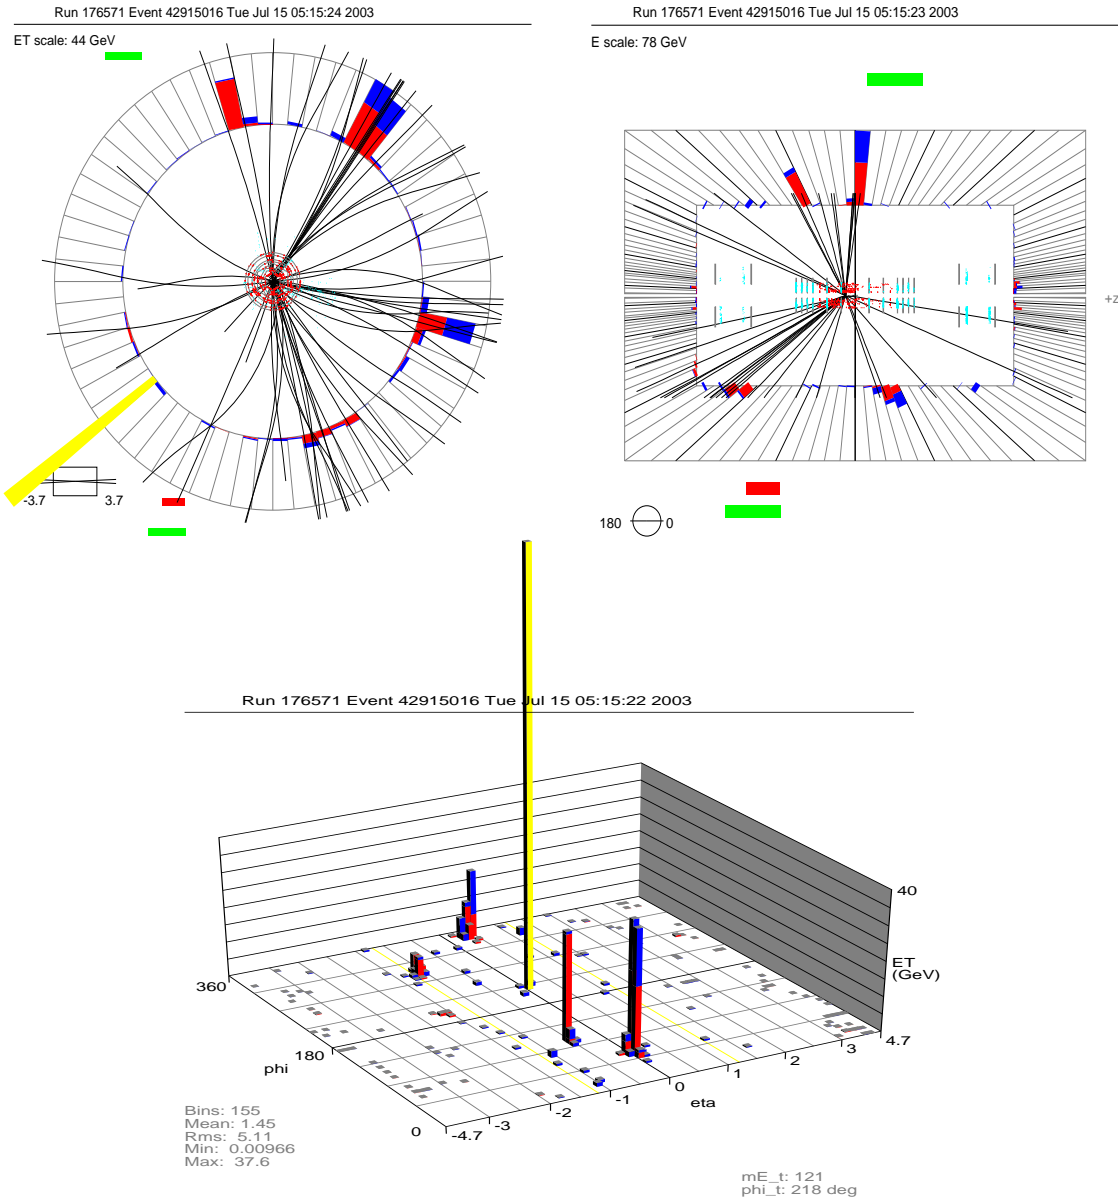 Run 176571 Event 42915016 Tue Jul 15 05:15:24 2003
ET scale: 44 GeV
-3.7 3.7
Run 176571 Event 42915016 Tue Jul 15 05:15:23 2003
E scale: 78 GeV
+z
180 0
Run 176571 Event 42915016 Tue Jul 15 05:15:22 2003
40
ET
(GeV)
360
180
phi
0
-4.7
-3
-2
-1
0
1
2
3
4.7
eta
Bins: 155
Mean: 1.45
Rms: 5.11
Min: 0.00966
Max: 37.6
mE_t: 121
phi_t: 218 deg